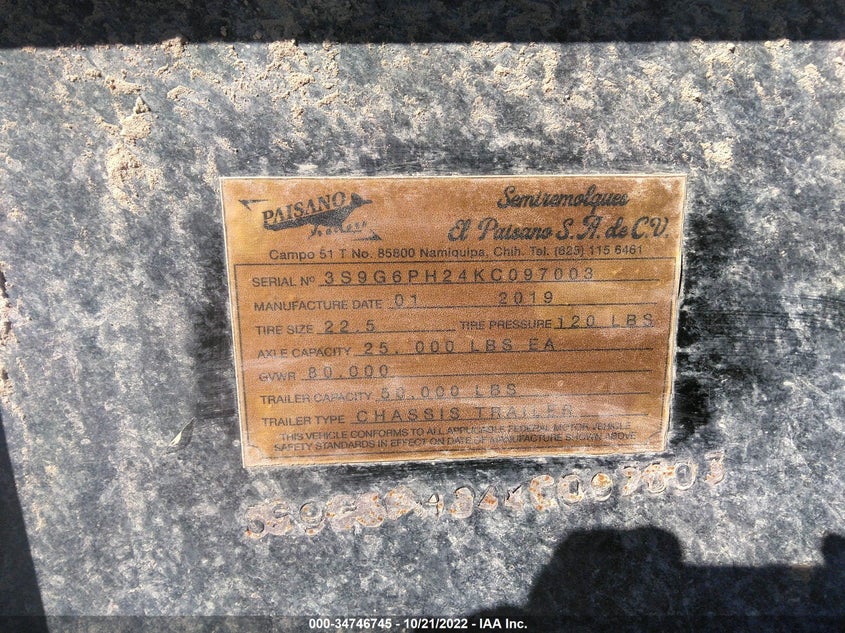 PAISANO
Trailers
Semiremolques
El Paisano S.A. de C.V.
Campo 51 T No. 85800 Namiquipa, Chih. Tel. (625) 115 6461
SERIAL Nº 3S9G6PH24KC097003
MANUFACTURE DATE 01 2019
TIRE SIZE 22.5 TIRE PRESSURE 120 LBS
AXLE CAPACITY 25.000 LBS EA
GVWR 80.000
TRAILER CAPACITY LBS
TRAILER TYPE CHASSIS TRAILER
THIS VEHICLE CONFORMS TO ALL APPLICABLE FEDERAL MOTOR VEHICLE
SAFETY STANDARDS IN EFFECT ON DATE OF MANUFACTURE SHOWN ABOVE
000-34746745 - 10/21/2022 - IAA Inc.